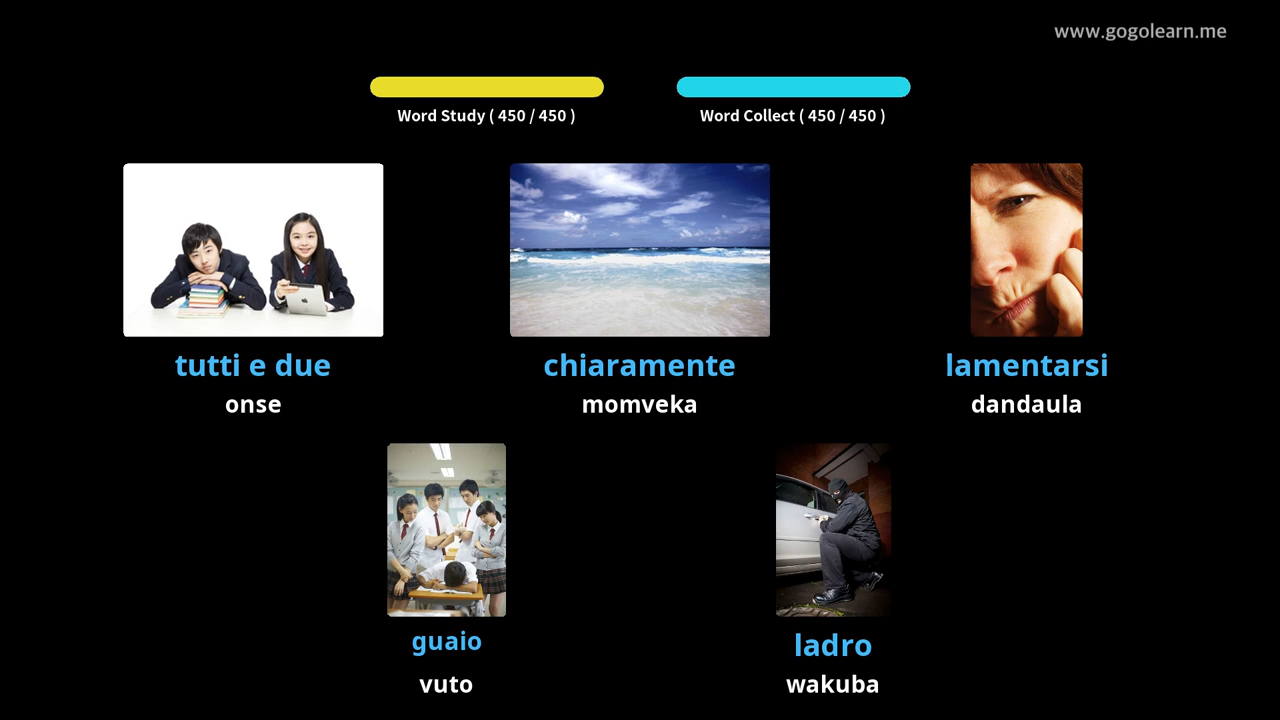 www.gogolearn.me
Word Study ( 450 / 450 )
Word Collect ( 450 / 450 )
tutti e due
onse
chiaramente
momveka
lamentarsi
dandaula
guaio
vuto
ladro
wakuba